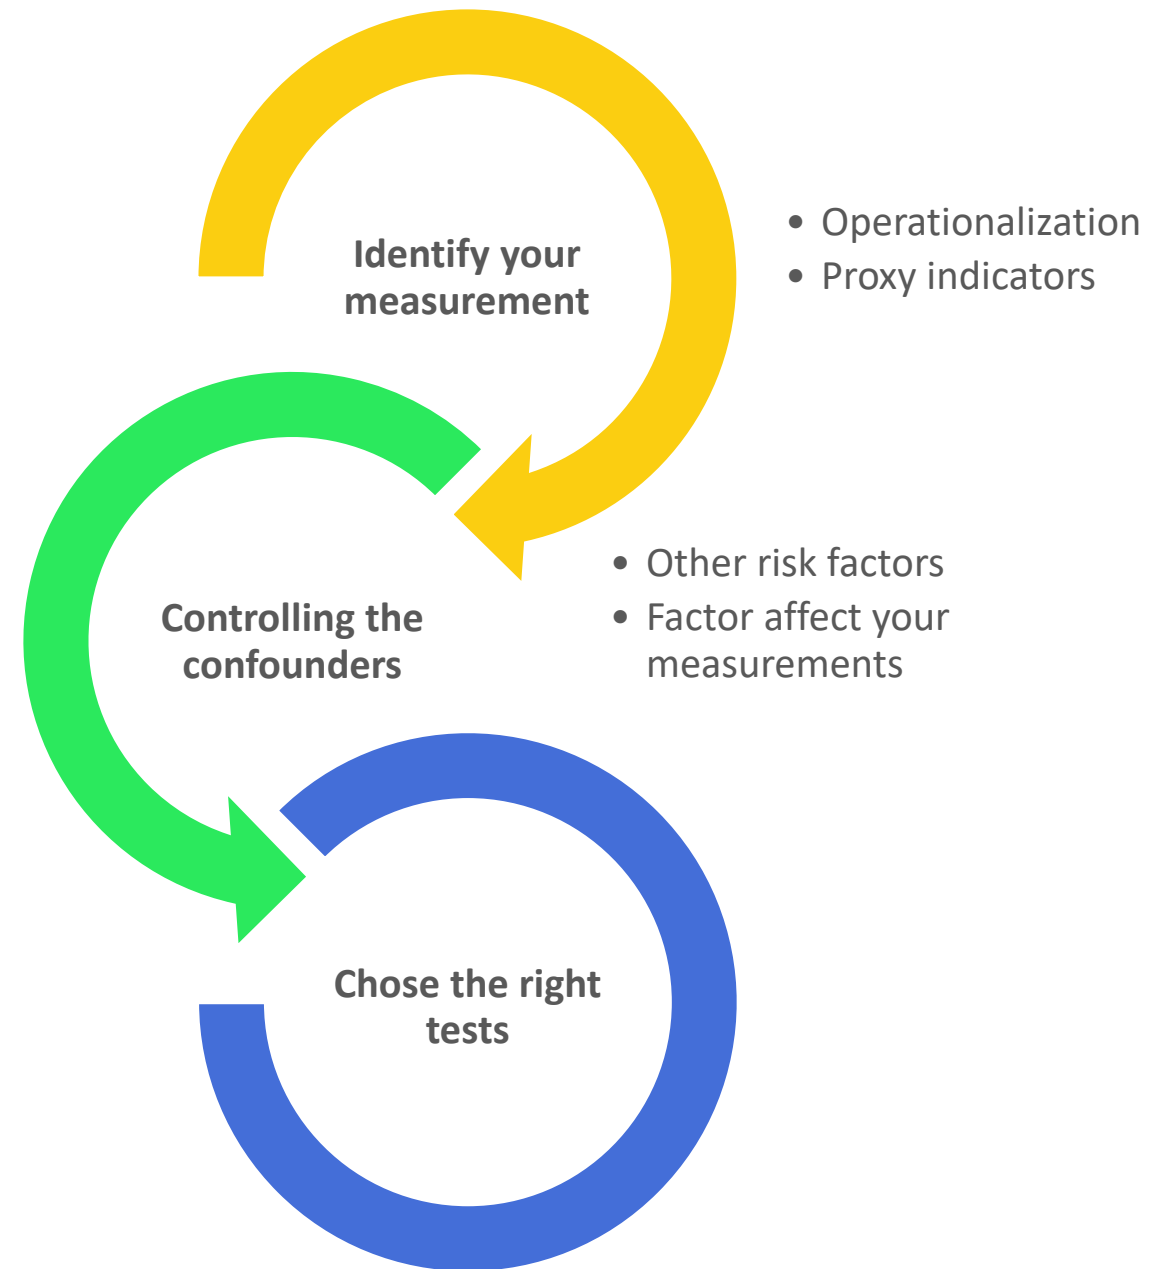 Identify your
measurement
• Operationalization
• Proxy indicators
Controlling the
confounders
• Other risk factors
• Factor affect your
measurements
Chose the right
tests